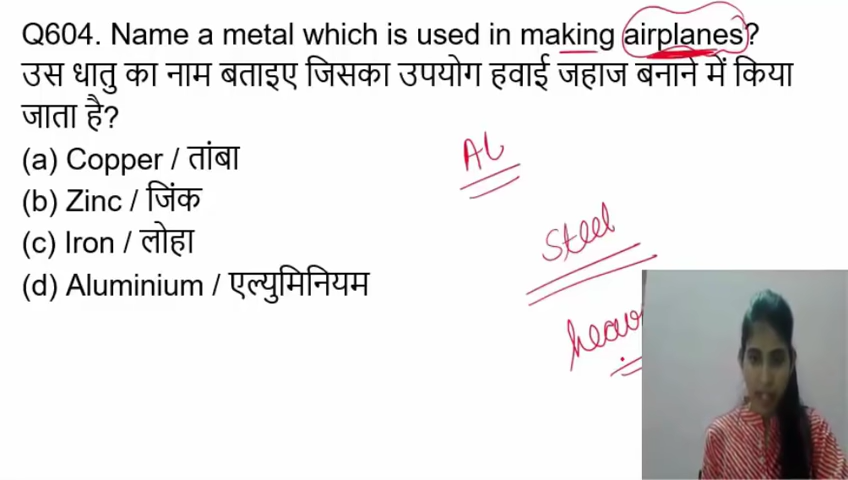 Q604. Name a metal which is used in making airplanes?
उस धातु का नाम बताइए जिसका उपयोग हवाई जहाज बनाने में किया
जाता है?
(a) Copper / तांबा
(b) Zinc / जिंक
(c) Iron / लोहा
(d) Aluminium / एल्युमिनियम
Al
Steel